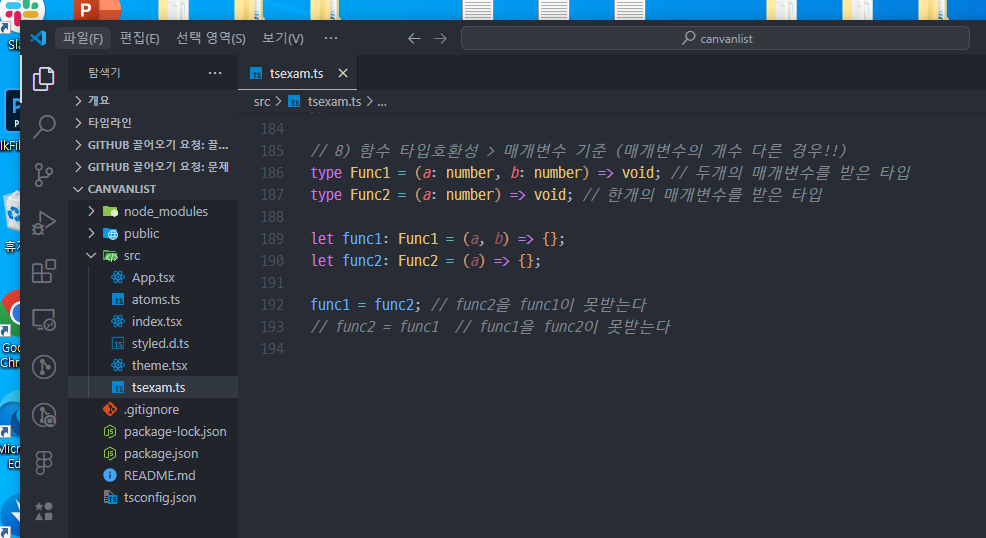 Sla
파일(F) 편집(E) 선택 영역(S) 보기(V) ··· canvanlist
탐색기 ···
TS tsexam.ts
개요
src > TS tsexam.ts > ...
타임라인
GITHUB 끌어오기 요청: 끌...
GITHUB 끌어오기 요청: 문제
CANVANLIST
node_modules
public
src
App.tsx
TS atoms.ts
index.tsx
TS styled.d.ts
theme.tsx
TS tsexam.ts
.gitignore
package-lock.json
package.json
README.md
tsconfig.json
184
185 // 8) 함수 타입호환성 > 매개변수 기준 (매개변수의 개수 다른 경우!!)
186 type Func1 = (a: number, b: number) => void; // 두개의 매개변수를 받은 타입
187 type Func2 = (a: number) => void; // 한개의 매개변수를 받은 타입
188
189 let func1: Func1 = (a, b) => {};
190 let func2: Func2 = (a) => {};
191
192 func1 = func2; // func2을 func1이 못받는다
193 // func2 = func1 // func1을 func2이 못받는다
194